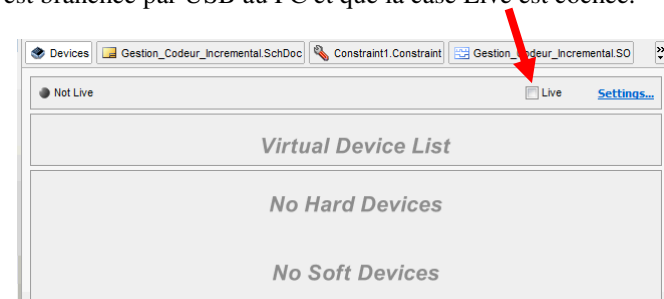 est branchée par USB au PC et que la case Live est cochée.
Devices Gestion_Codeur_Incremental.SchDoc Constraint1.Constraint Gestion_Codeur_Incremental.SO
Not Live Live Settings...
Virtual Device List
No Hard Devices
No Soft Devices